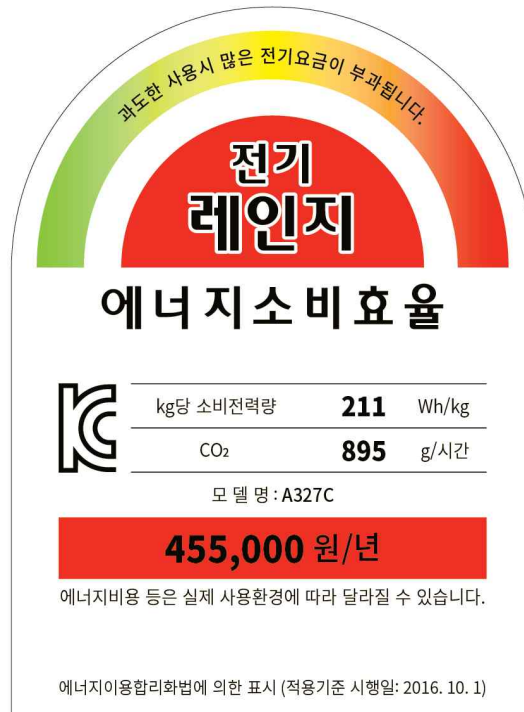 과도한 사용시 많은 전기요금이 부과됩니다.
전기
레인지
에너지소비효율
kg당 소비전력량 211 Wh/kg
CO₂ 895 g/시간
모 델 명 : A327C
455,000 원/년
에너지비용 등은 실제 사용환경에 따라 달라질 수 있습니다.
에너지이용합리화법에 의한 표시 (적용기준 시행일: 2016. 10. 1)